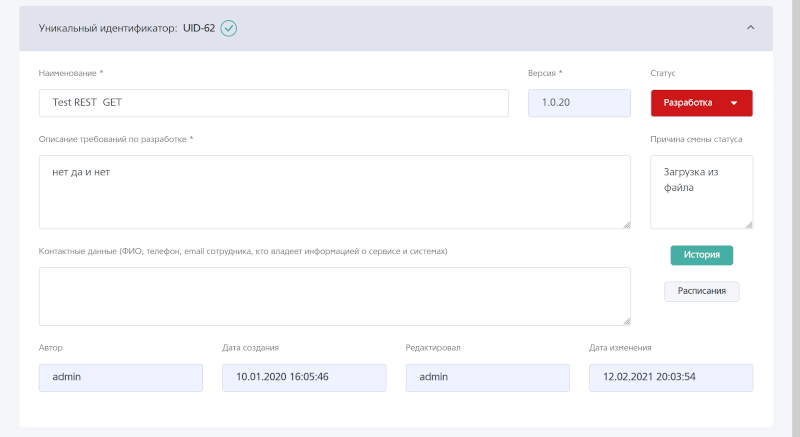 Уникальный идентификатор: UID-62
Наименование *
Версия *
Статус
Test REST GET
1.0.20
Разработка
Описание требований по разработке *
Причина смены статуса
нет да и нет
Загрузка из
файла
Контактные данные (ФИО, телефон, email сотрудника, кто владеет информацией о сервисе и системах)
История
Расписания
Автор
Дата создания
Редактировал
Дата изменения
admin
10.01.2020 16:05:46
admin
12.02.2021 20:03:54